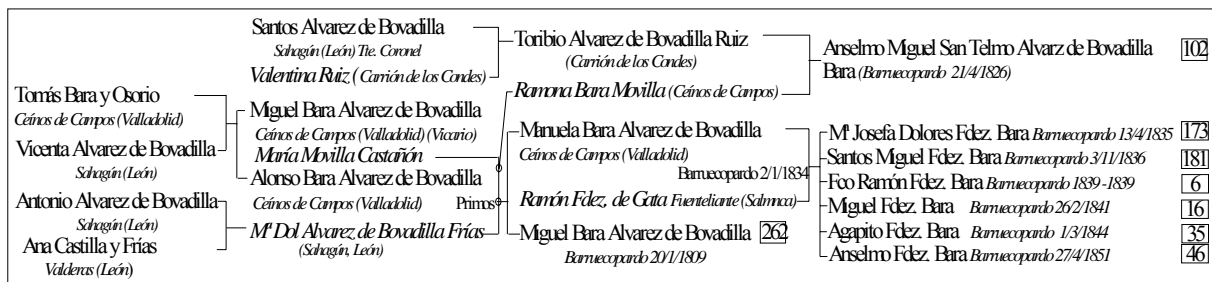 Santos Alvarez de Bovadilla
Sahagún (León) Tte. Coronel
Valentina Ruiz ( Carrión de los Condes)
Toribio Alvarez de Bovadilla Ruiz
(Carrión de los Condes)
Ramona Bara Movilla (Ceínos de Campos)
Anselmo Miguel San Telmo Alvarz de Bovadilla 102
Bara (Barruecopardo 21/4/1826)
Tomás Bara y Osorio
Ceínos de Campos (Valladolid)
Vicenta Alvarez de Bovadilla
Sahagún (León)
Antonio Alvarez de Bovadilla
Sahagín (León)
Ana Castilla y Frías
Valderas (León)
Miguel Bara Alvarez de Bovadilla
Ceínos de Campos (Valladolid) (Vicario)
María Movilla Castañón
Alonso Bara Alvarez de Bovadilla
Ceínos de Campos (Valladolid)
Primos
Mª Dol Alvarez de Bovadilla Frías
(Sahagún, León)
Manuela Bara Alvarez de Bovadilla
Ceínos de Campos (Valladolid)
Barruecopardo 2/1/1834
Ramón Fdez, de Gata Fuenteliante (Salmnca)
Miguel Bara Alvarez de Bovadilla 262
Barruecopardo 20/1/1809
Mª Josefa Dolores Fdez. Bara Barruecopardo 13/4/1835 173
Santos Miguel Fdez. Bara Barruecopardo 3/11/1836 181
Fco Ramón Fdez. Bara Barruecopardo 1839 -1839 6
Miguel Fdez. Bara Barruecopardo 26/2/1841 16
Agapito Fdez. Bara Barruecopardo 1/3/1844 35
Anselmo Fdez. Bara Barruecopardo 27/4/1851 46